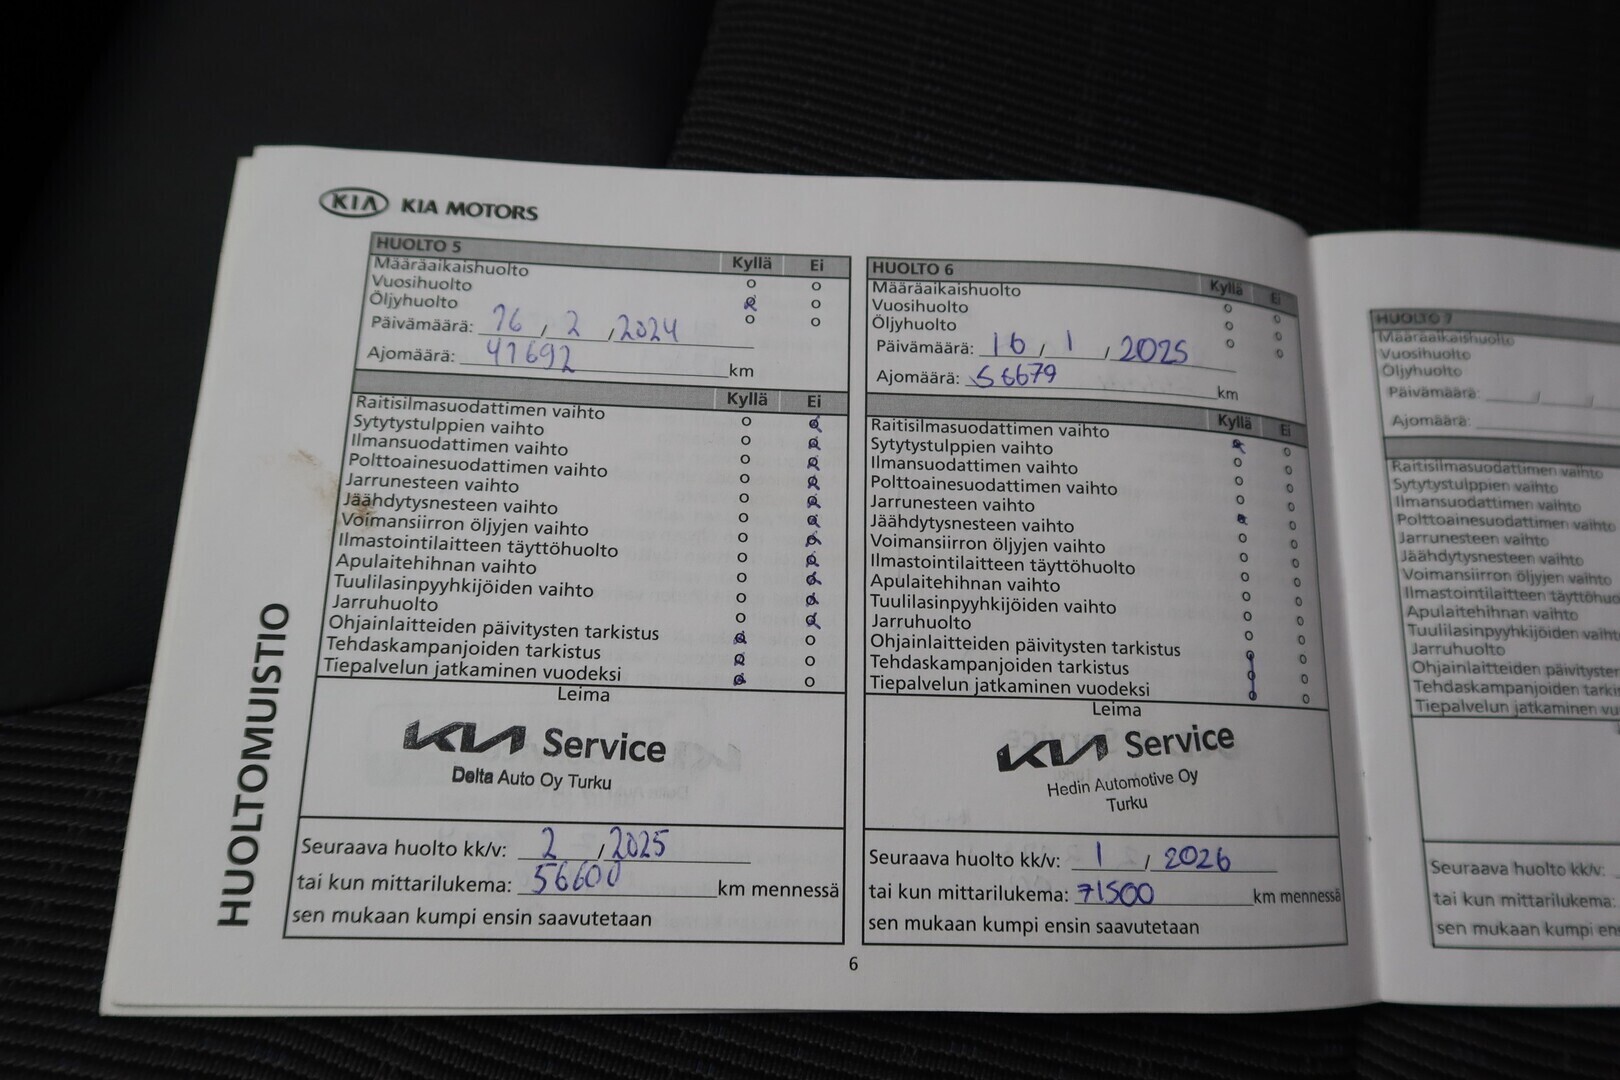 KIA KIA MOTORS
HUOLTOMUISTIO
HUOLTO 5
Kyllä Ei
Määräaikaishuolto
Vuosihuolto
Öljyhuolto
Päivämäärä: 16 / 2 / 2024
Ajomäärä: 41692 km
Kyllä Ei
Raitisilmasuodattimen vaihto
Sytytystulppien vaihto
Ilmansuodattimen vaihto
Polttoainesuodattimen vaihto
Jarrunesteen vaihto
Jäähdytysnesteen vaihto
Voimansiirron öljyjen vaihto
Ilmastointilaitteen täyttöhuolto
Apulaitehihnan vaihto
Tuulilasinpyyhkijöiden vaihto
Jarruhuolto
Ohjainlaitteiden päivitysten tarkistus
Tehdaskampanjoiden tarkistus
Tiepalvelun jatkaminen vuodeksi
Leima
KIA Service
Delta Auto Oy Turku
Seuraava huolto kk/v: 2 / 2025
tai kun mittarilukema: 56600 km mennessä
sen mukaan kumpi ensin saavutetaan
HUOLTO 6
Kyllä Ei
Määräaikaishuolto
Vuosihuolto
Öljyhuolto
Päivämäärä: 16 / 1 / 2025
Ajomäärä: 56679 km
Kyllä Ei
Raitisilmasuodattimen vaihto
Sytytystulppien vaihto
Ilmansuodattimen vaihto
Polttoainesuodattimen vaihto
Jarrunesteen vaihto
Jäähdytysnesteen vaihto
Voimansiirron öljyjen vaihto
Ilmastointilaitteen täyttöhuolto
Apulaitehihnan vaihto
Tuulilasinpyyhkijöiden vaihto
Jarruhuolto
Ohjainlaitteiden päivitysten tarkistus
Tehdaskampanjoiden tarkistus
Tiepalvelun jatkaminen vuodeksi
Leima
KIA Service
Hedin Automotive Oy
Turku
Seuraava huolto kk/v: 1 / 2026
tai kun mittarilukema: 71500 km mennessä
sen mukaan kumpi ensin saavutetaan
6
HUOLTO 7
Määräaikaishuolto
Vuosihuolto
Öljyhuolto
Päivämäärä: / /
Ajomäärä:
Raitisilmasuodattimen vaihto
Sytytystulppien vaihto
Ilmansuodattimen vaihto
Polttoainesuodattimen vaihto
Jarrunesteen vaihto
Jäähdytysnesteen vaihto
Voimansiirron öljyjen vaihto
Ilmastointilaitteen täyttöhuo
Apulaitehihnan vaihto
Tuulilasinpyyhkijöiden vaiht
Jarruhuolto
Ohjainlaitteiden päivitysten
Tehdaskampanjoiden tarki
Tiepalvelun jatkaminen vu
Seuraava huolto kk/v:
tai kun mittarilukema:
sen mukaan kumpi en